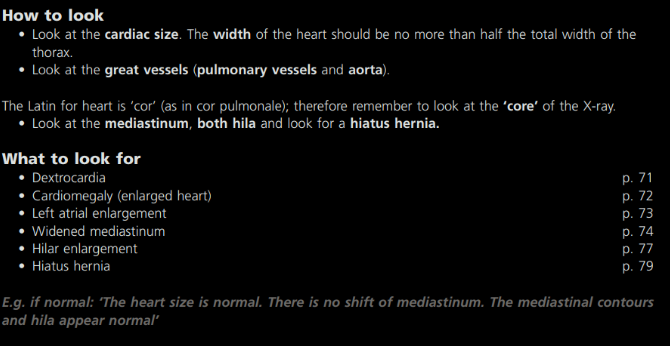 How to look
• Look at the cardiac size. The width of the heart should be no more than half the total width of the
thorax.
• Look at the great vessels (pulmonary vessels and aorta).
The Latin for heart is ‘cor’ (as in cor pulmonale); therefore remember to look at the ‘core’ of the X-ray.
• Look at the mediastinum, both hila and look for a hiatus hernia.
What to look for
• Dextrocardia p. 71
• Cardiomegaly (enlarged heart) p. 72
• Left atrial enlargement p. 73
• Widened mediastinum p. 74
• Hilar enlargement p. 77
• Hiatus hernia p. 79
E.g. if normal: ‘The heart size is normal. There is no shift of mediastinum. The mediastinal contours
and hila appear normal’